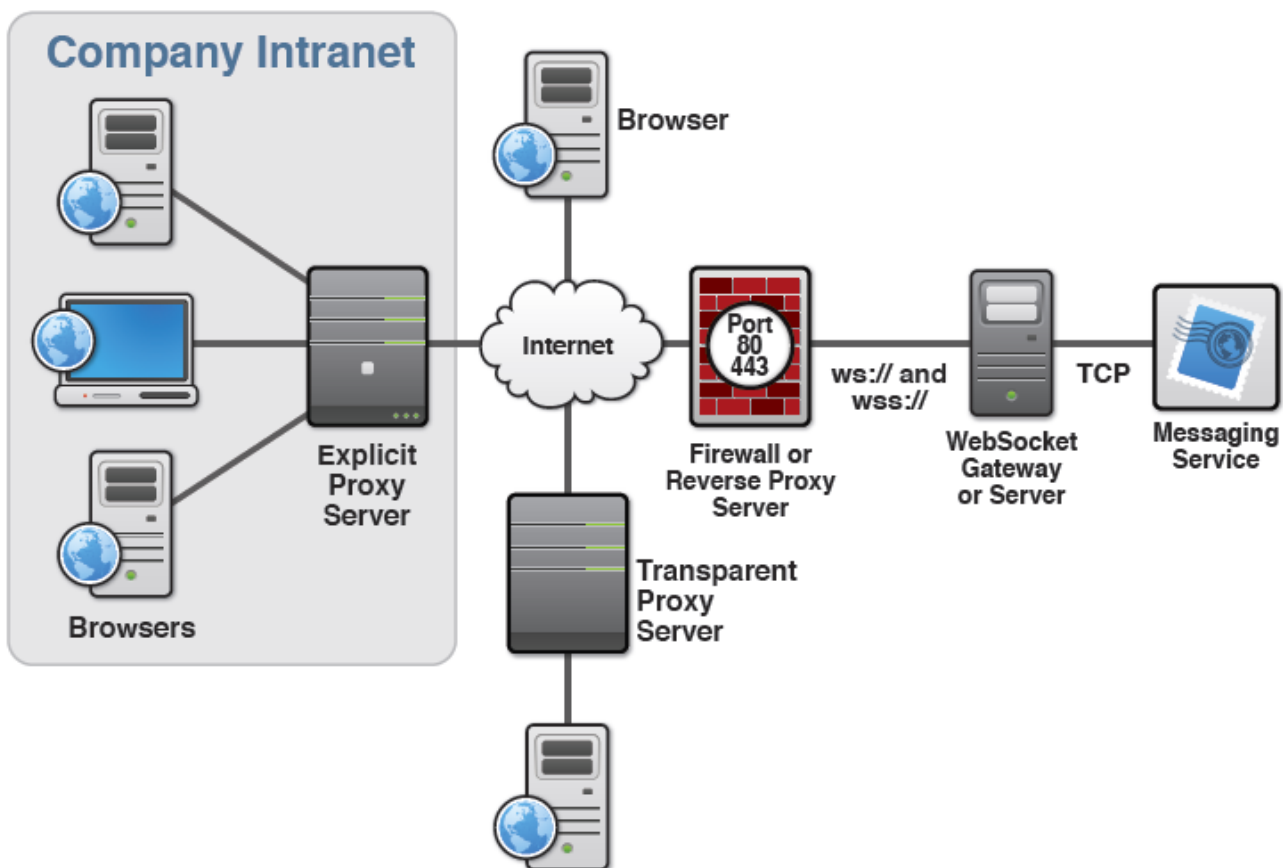 Company Intranet
Browser
Internet
Port
80
443
ws:// and
wss://
TCP
Explicit
Proxy
Server
Firewall or
Reverse Proxy
Server
WebSocket
Gateway
or Server
Messaging
Service
Browsers
Transparent
Proxy
Server